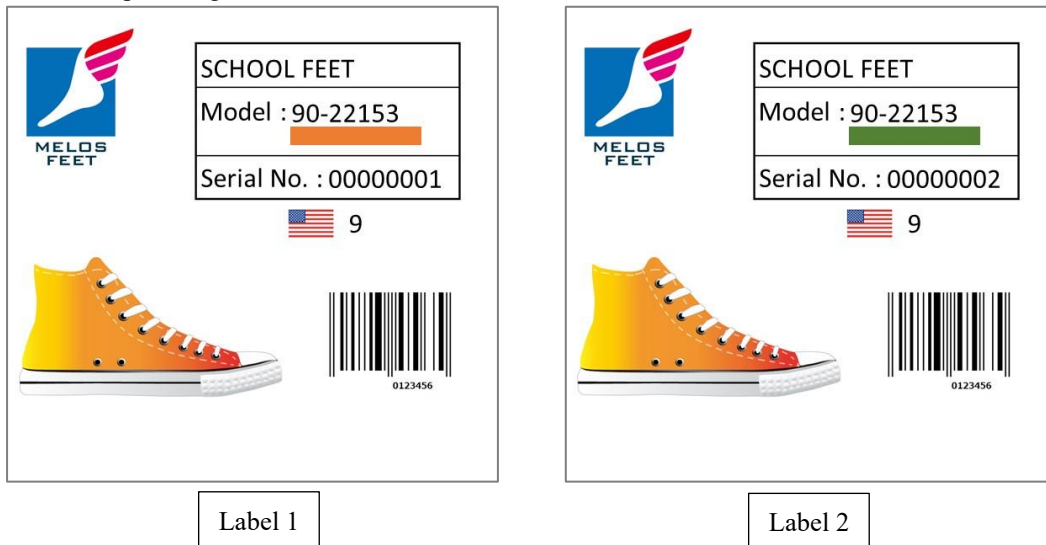 MELOS
FEET
SCHOOL FEET
Model : 90-22153
Serial No. : 00000001
9
0123456
Label 1
MELOS
FEET
SCHOOL FEET
Model : 90-22153
Serial No. : 00000002
9
0123456
Label 2